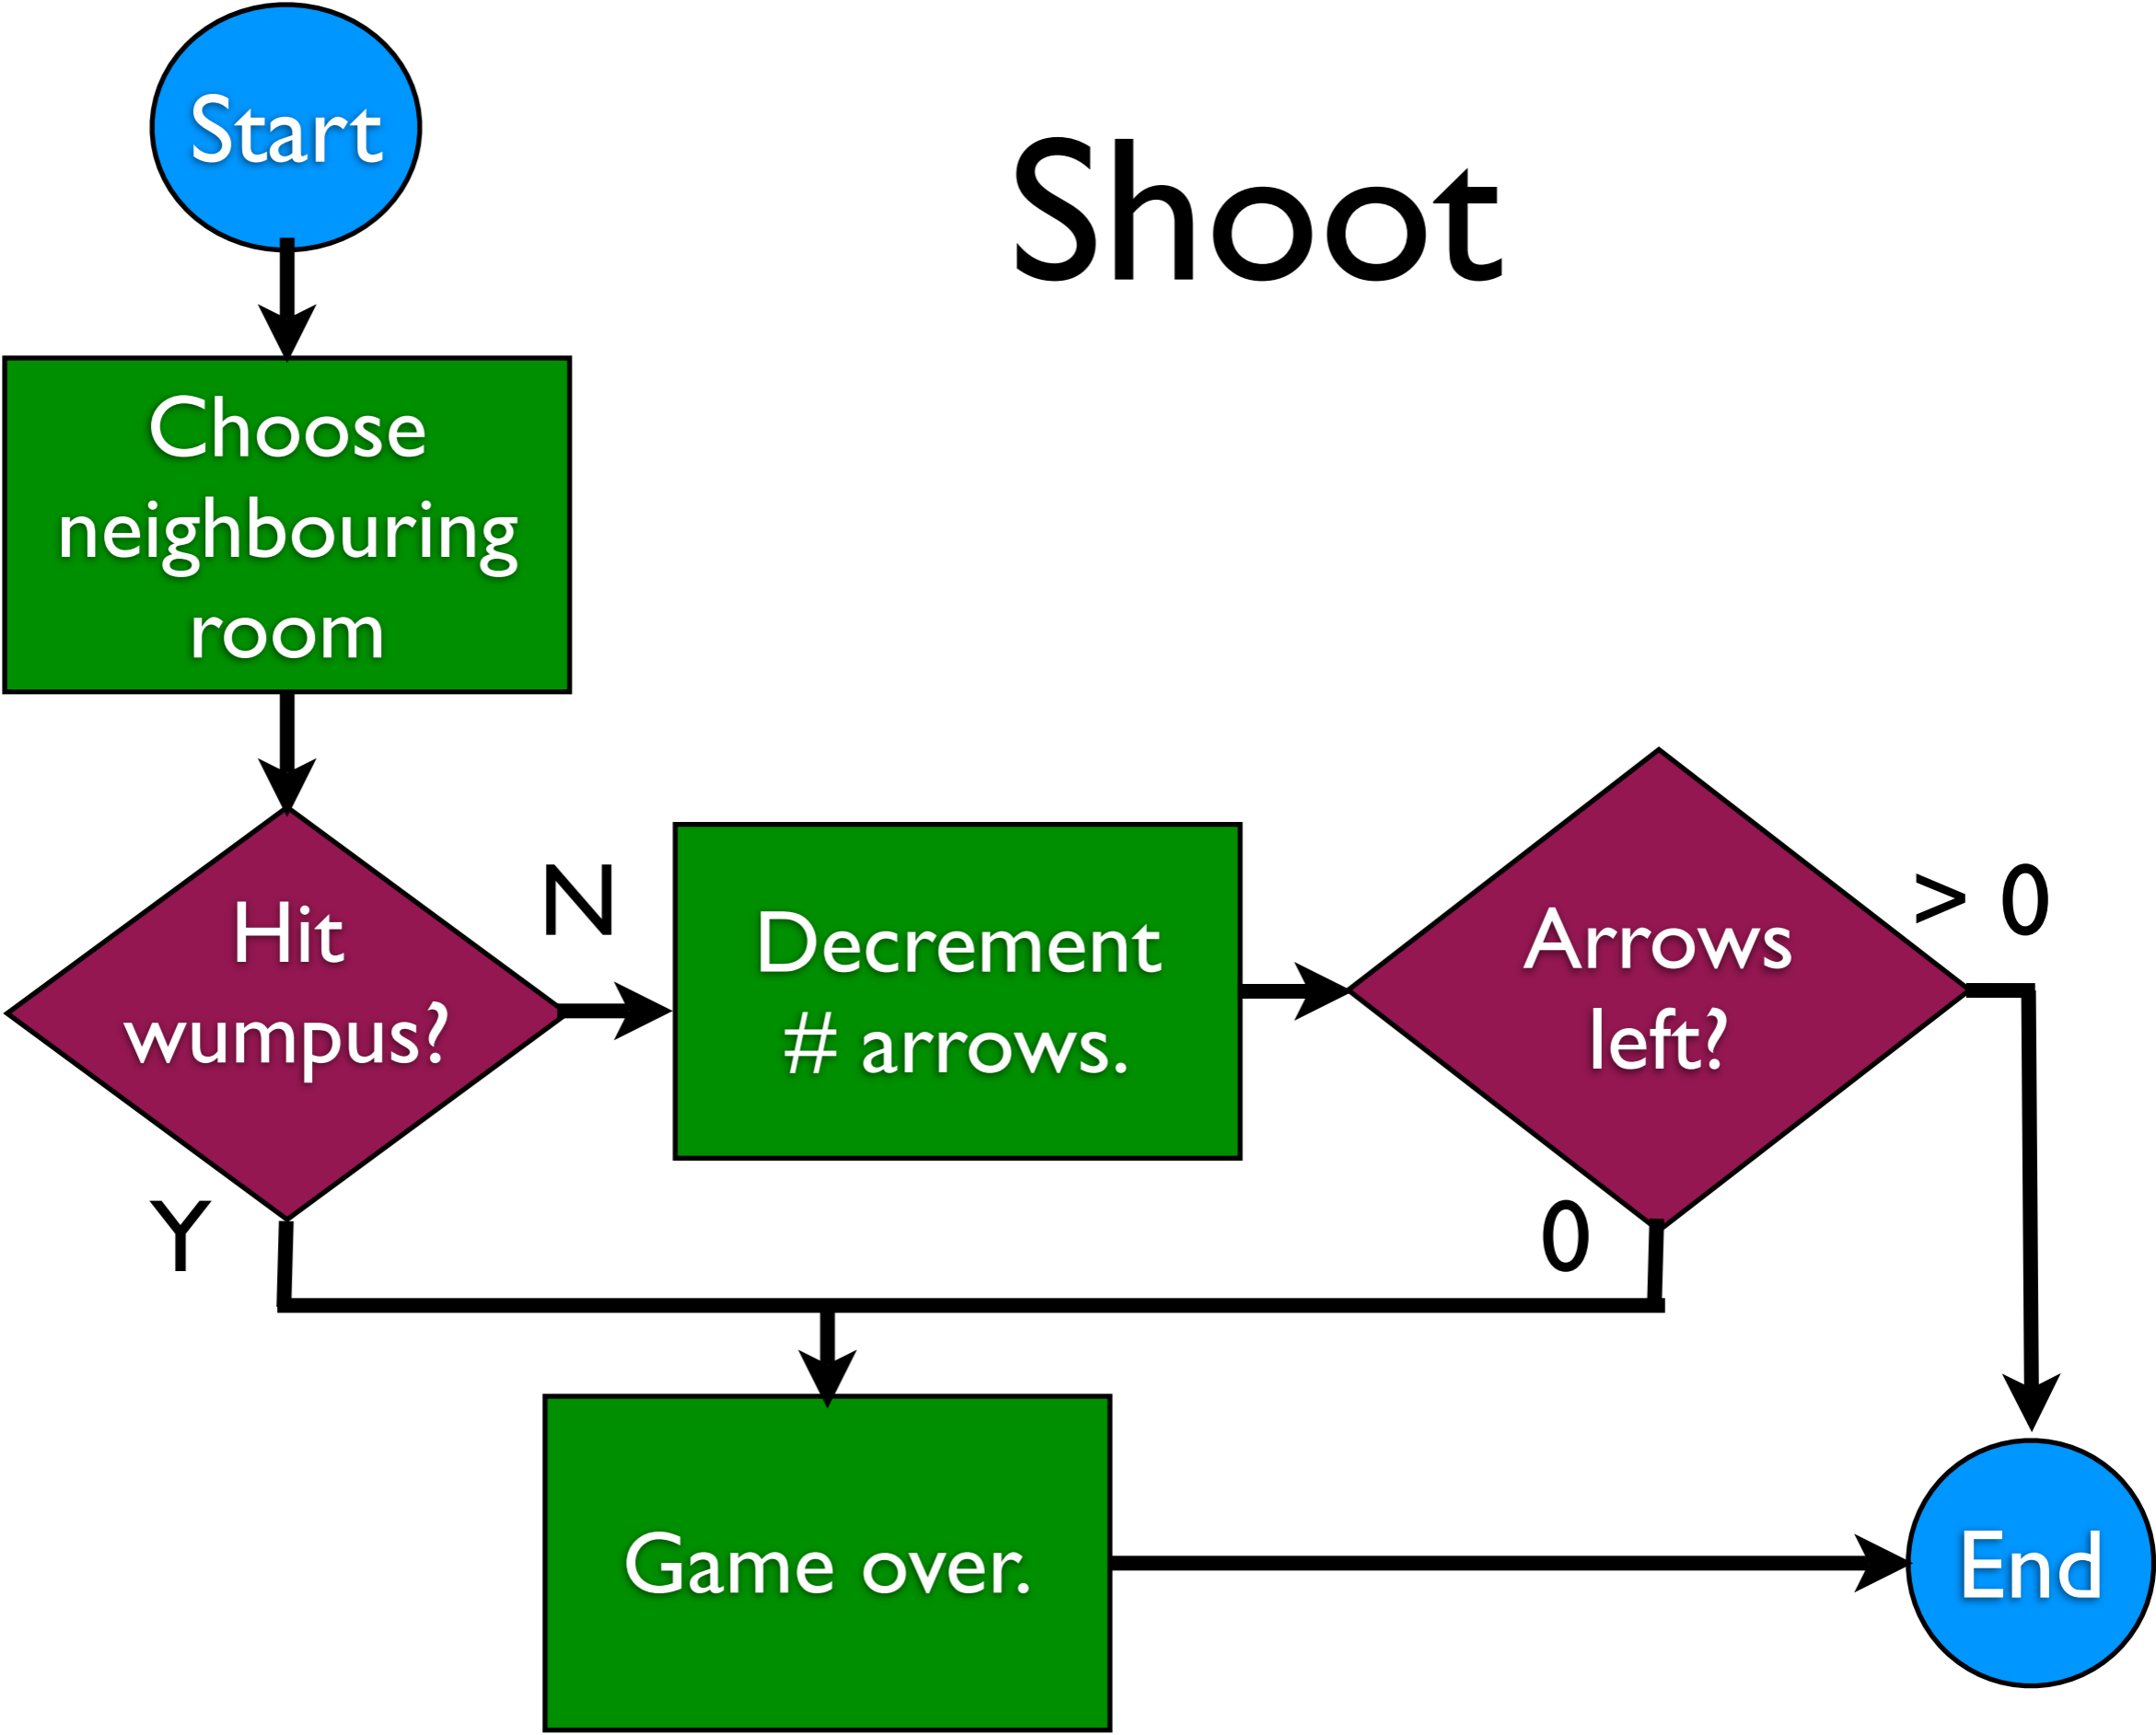 Start
Shoot
Choose
neighbouring
room
Hit
wumpus?
N
Y
Decrement
# arrows.
Arrows
left?
> 0
0
Game over.
End